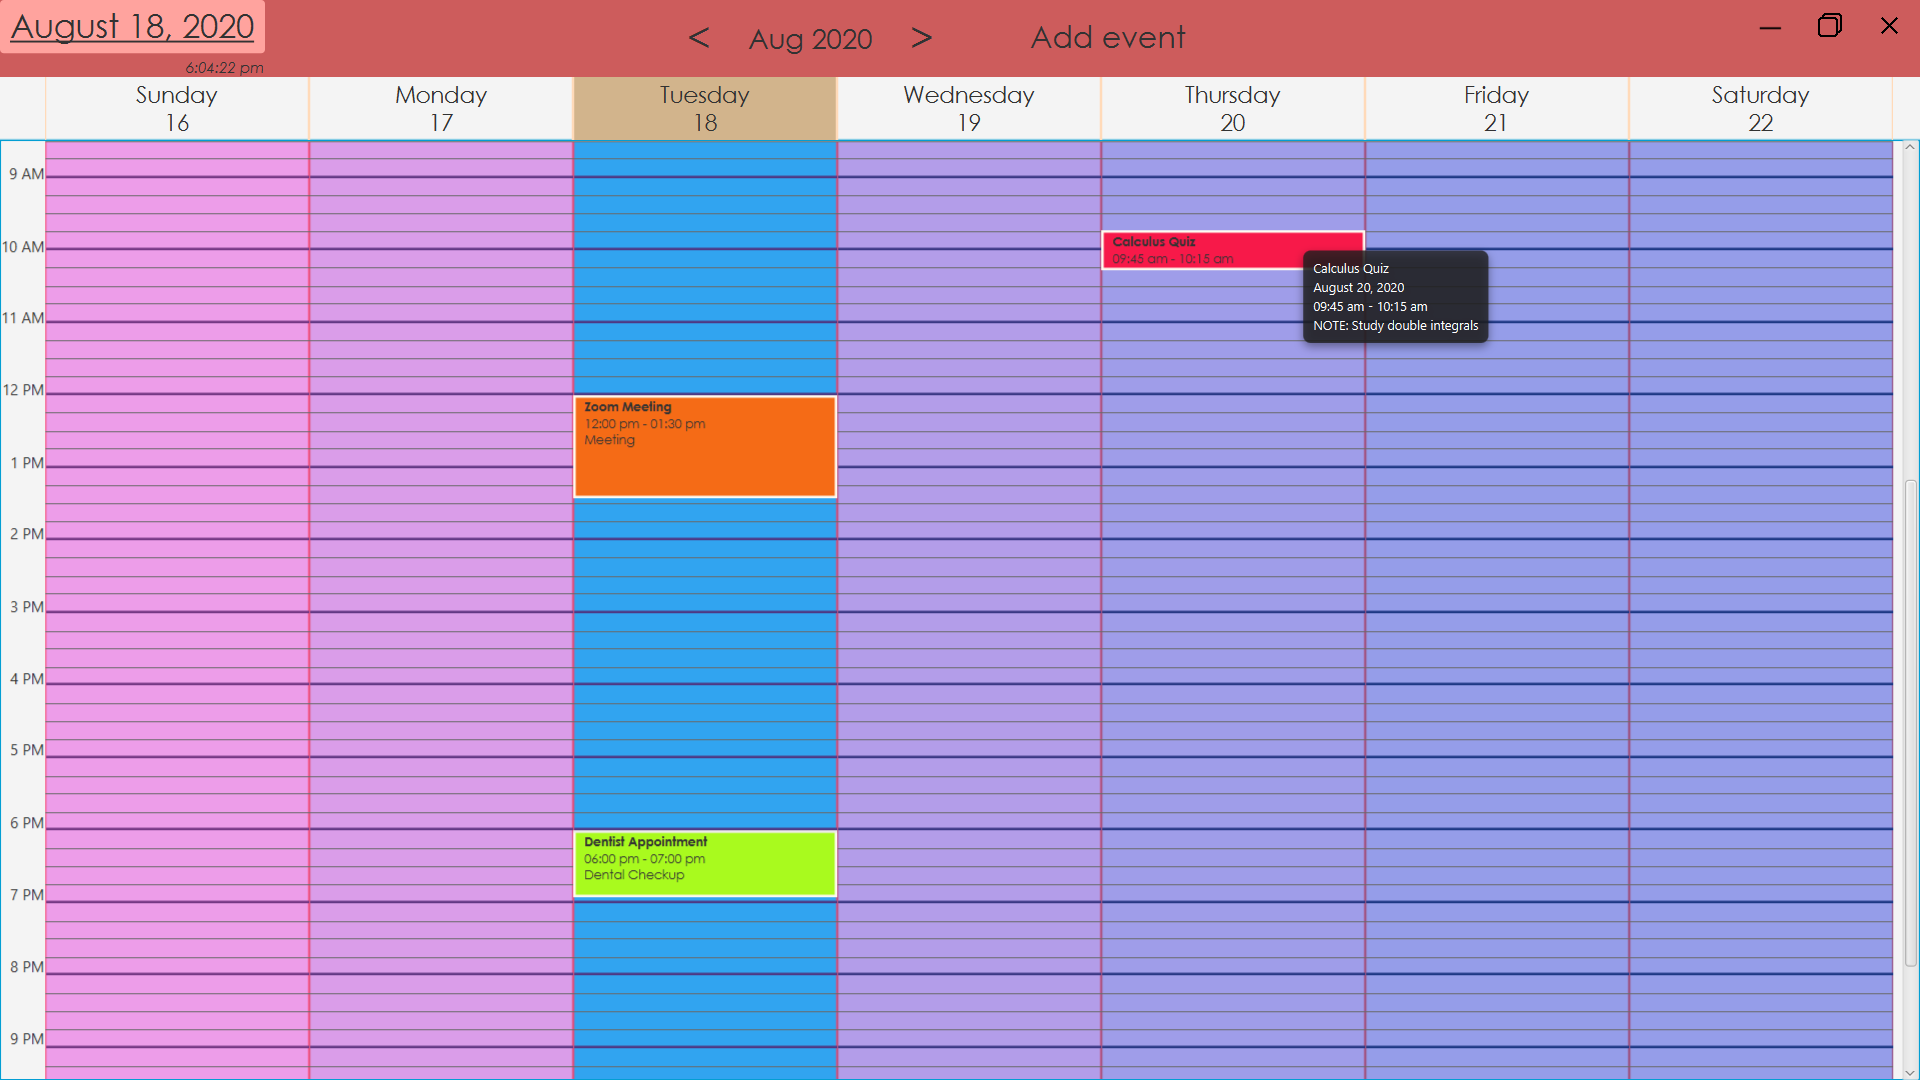 August 18, 2020
6:04:22 pm
< Aug 2020 > Add event
Sunday Monday Tuesday Wednesday Thursday Friday Saturday
16 17 18 19 20 21 22
9 AM
10 AM
11 AM
12 PM
1 PM
2 PM
3 PM
4 PM
5 PM
6 PM
7 PM
8 PM
9 PM
Zoom Meeting
12:00 pm - 01:30 pm
Meeting
Dentist Appointment
06:00 pm - 07:00 pm
Dental Checkup
Calculus Quiz
09:45 am - 10:15 am
Calculus Quiz
August 20, 2020
09:45 am - 10:15 am
NOTE: Study double integrals